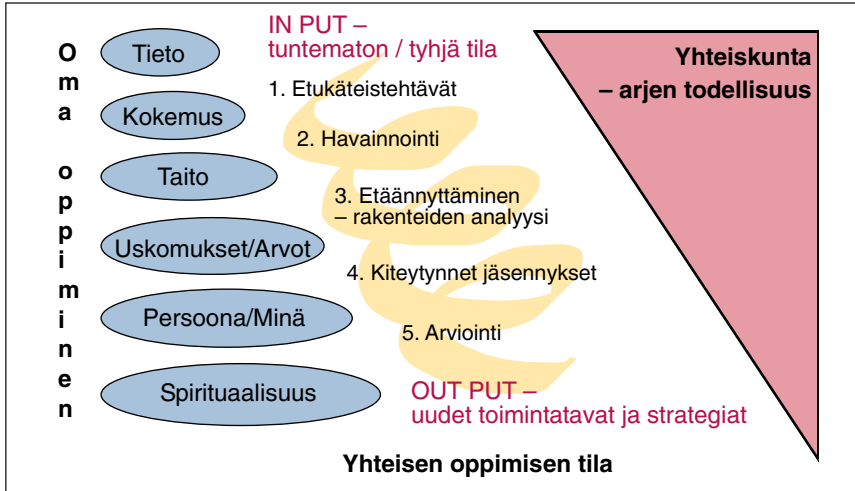 Oma oppiminen
Tieto
Kokemus
Taito
Uskomukset/Arvot
Persoona/Minä
Spirituaalisuus
IN PUT –
tuntematon / tyhjä tila
1. Etukäteistehtävät
2. Havainnointi
3. Etäännyttäminen
– rakenteiden analyysi
4. Kiteytynnet jäsennykset
5. Arviointi
OUT PUT –
uudet toimintatavat ja strategiat
Yhteiskunta
– arjen todellisuus
Yhteisen oppimisen tila